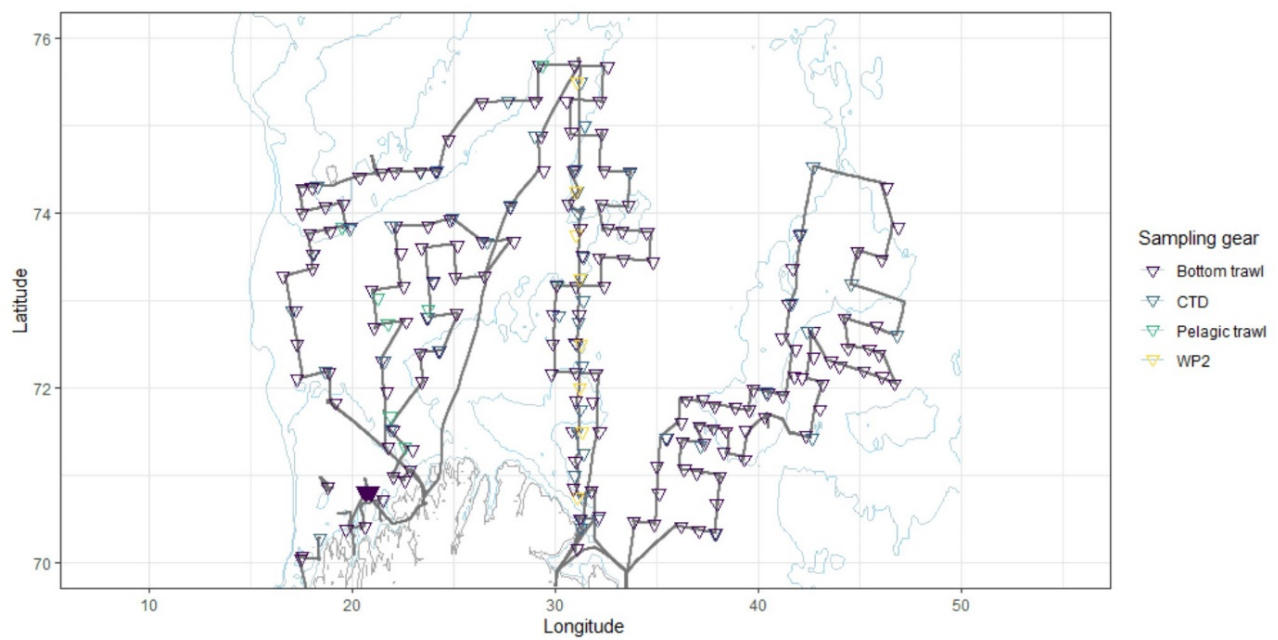 76
74
72
70
Latitude
10 20 30 40 50
Longitude
Sampling gear
Bottom trawl
CTD
Pelagic trawl
WP2